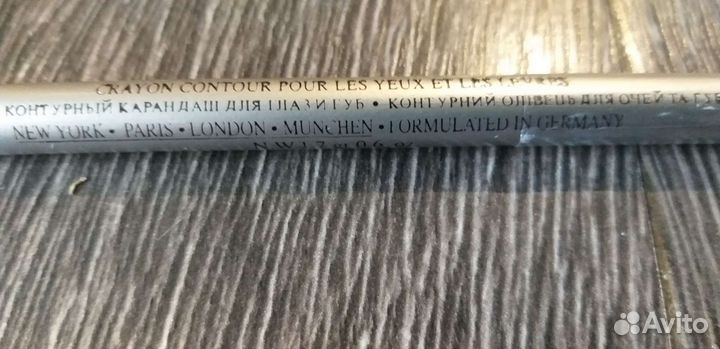 CRAYON CONTOUR POUR LES YEUX ET LES LEVRES
КОНТУРНЫЙ КАРАНДАШ ДЛЯ ГЛАЗ И ГУБ • КОНТУРНИЙ ОЛІВЕЦЬ ДЛЯ ОЧЕЙ ТА
NEW YORK • PARIS • LONDON • MUNCHEN • FORMULATED IN GERMANY
Avito